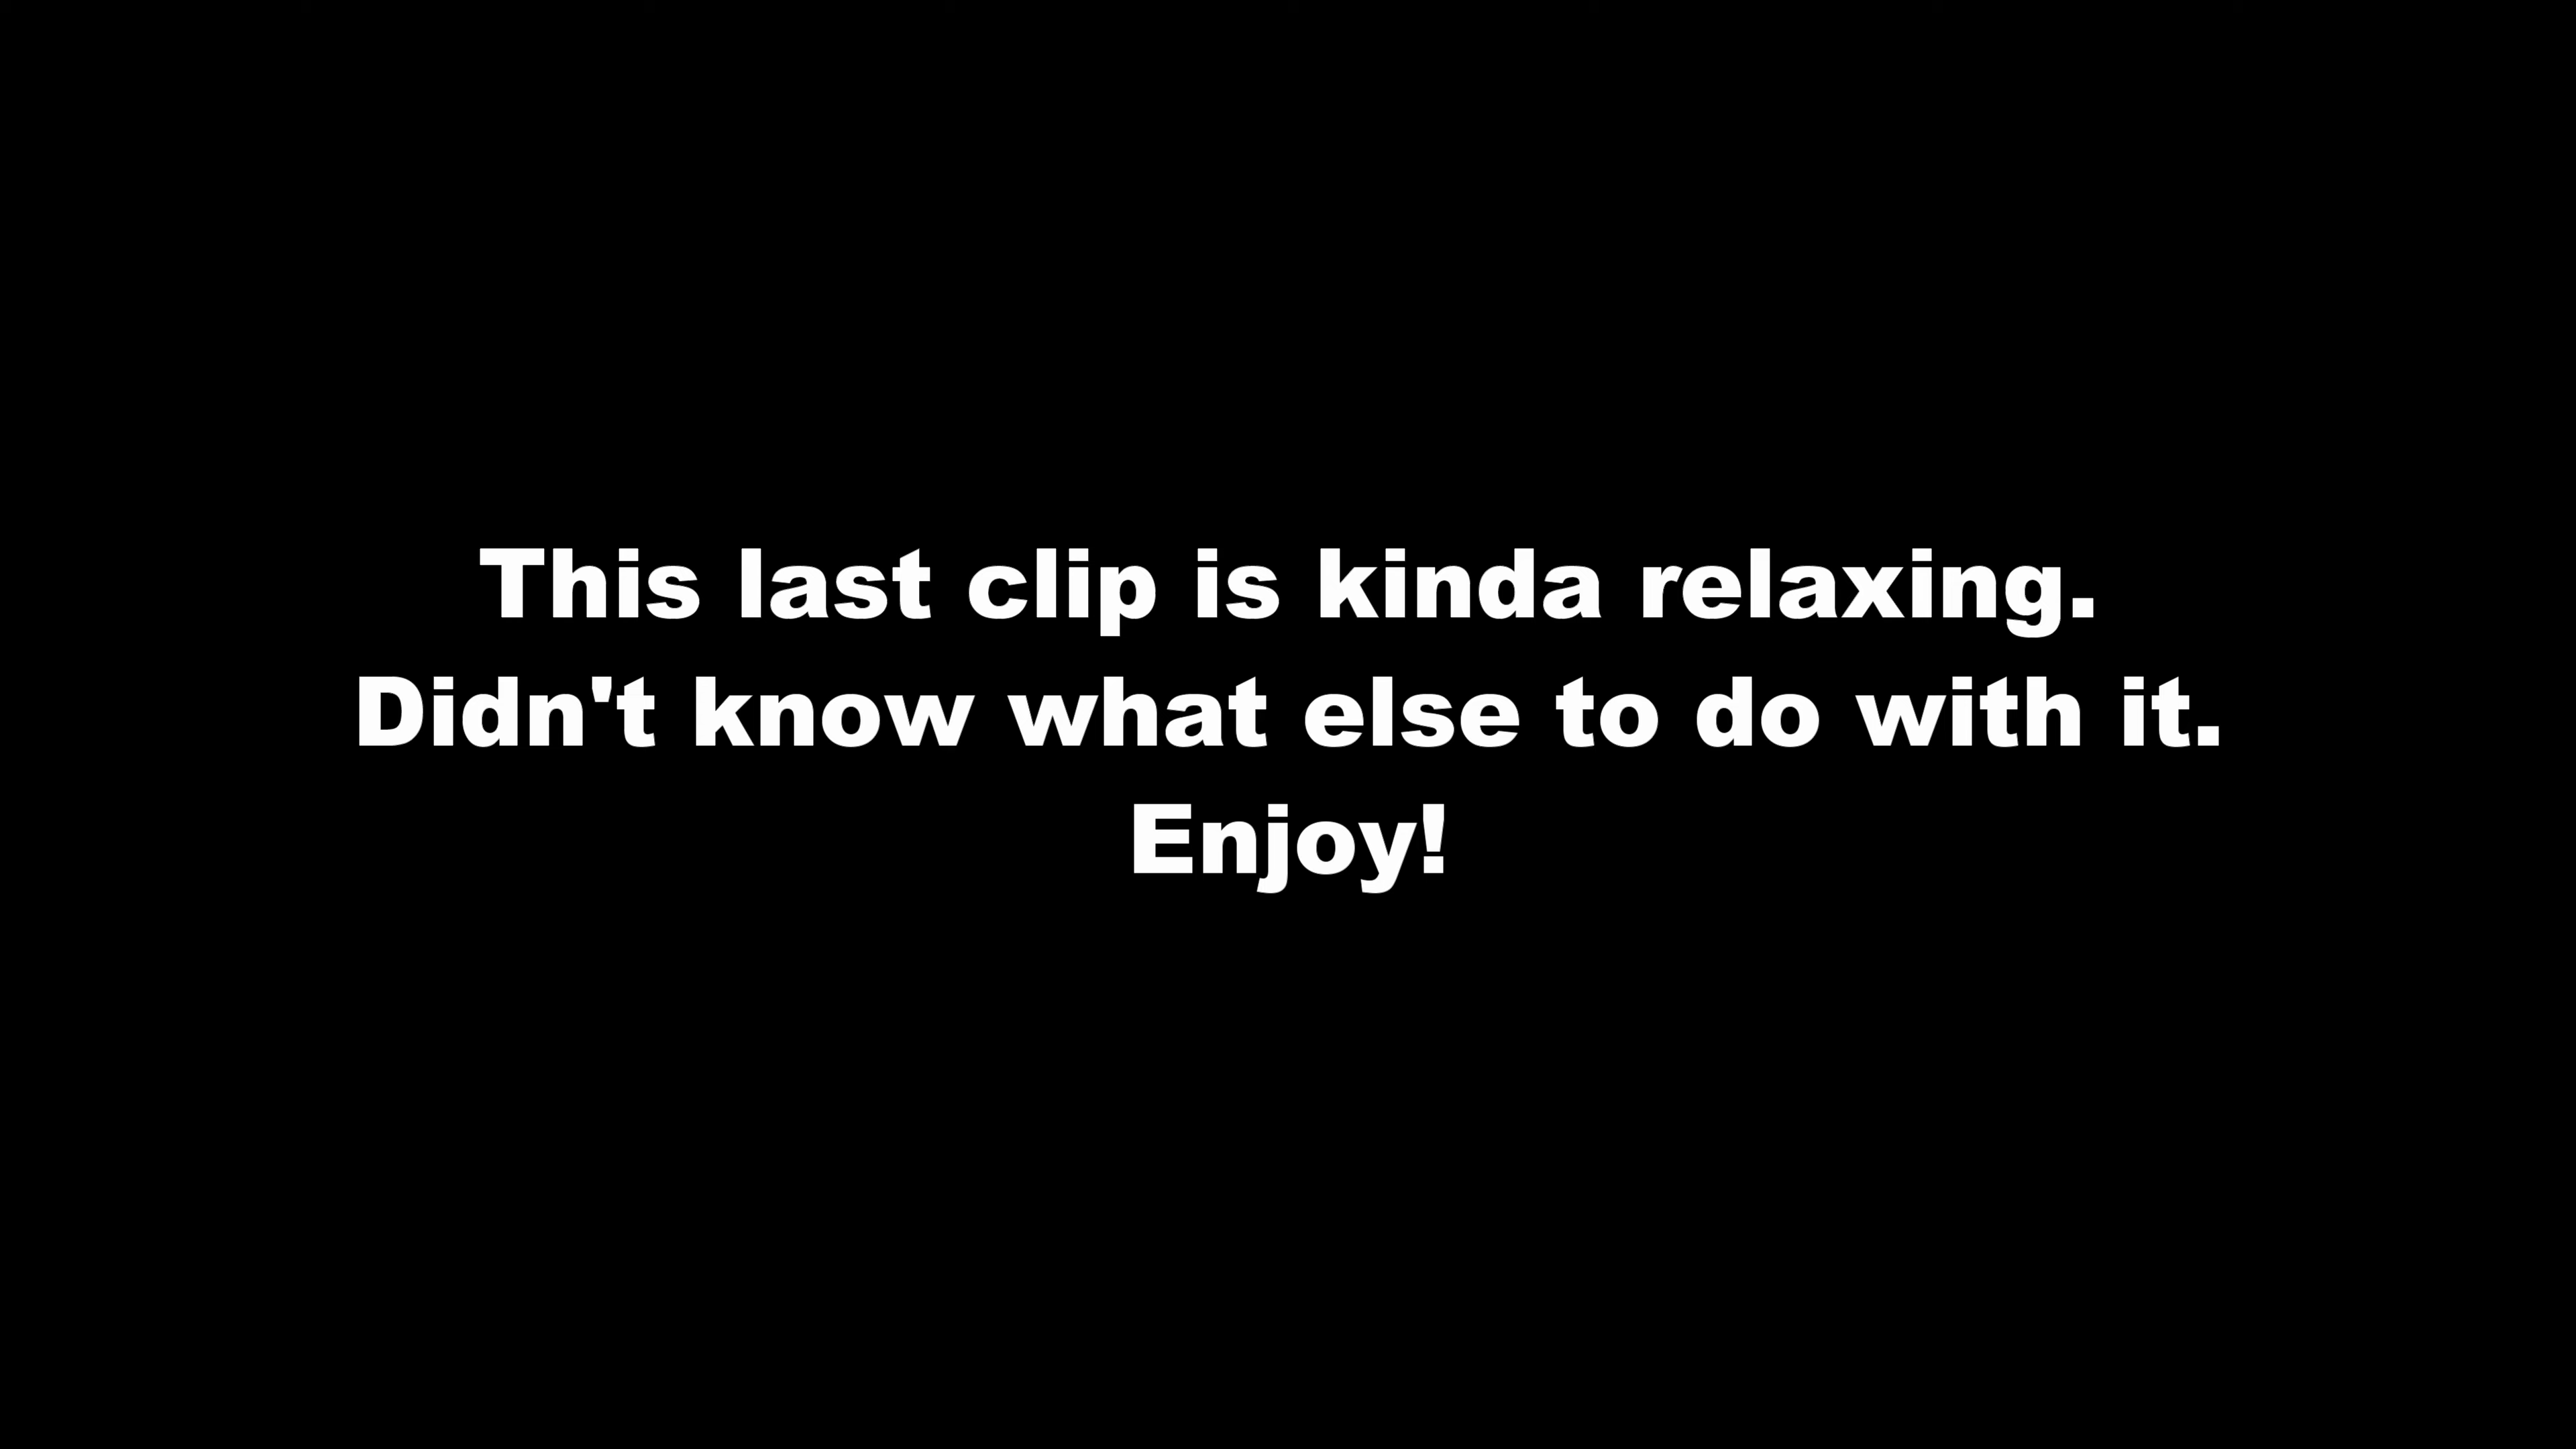 This last clip is kinda relaxing.
Didn't know what else to do with it.
Enjoy!